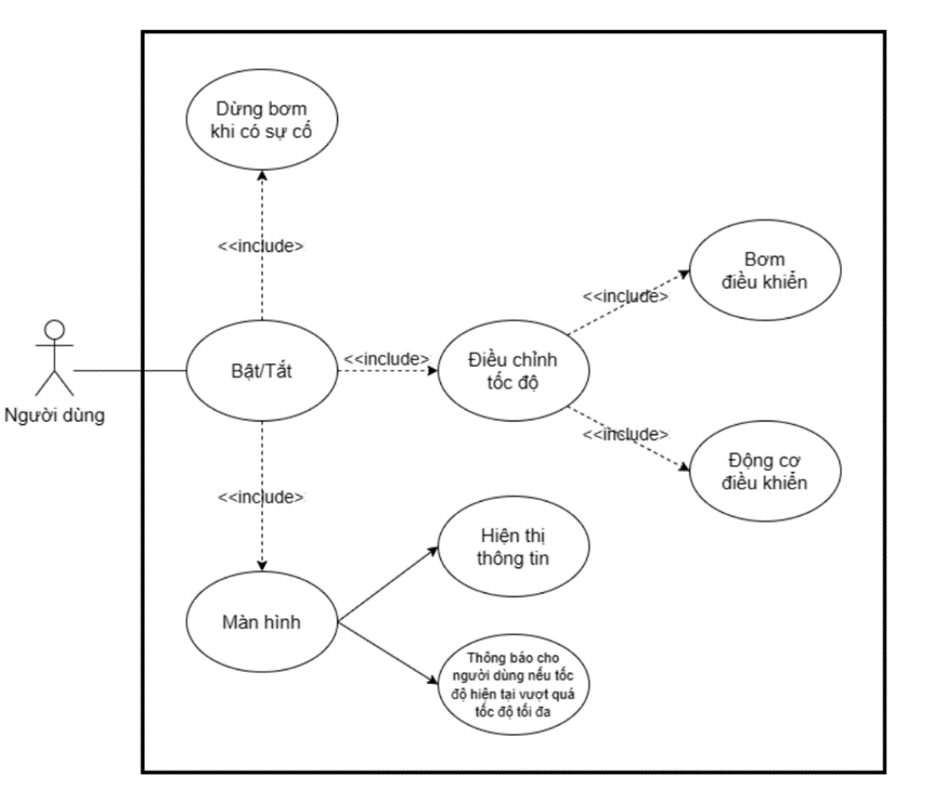 Dừng bơm
khi có sự cố
<<include>
Bơm
điều khiển
<<include>
Người dùng
Bật/Tắt
<<include>
Điều chỉnh
tốc độ
<<include>
Động cơ
điều khiển
<<include>
Hiện thị
thông tin
Màn hình
Thông báo cho
người dùng nếu tốc
độ hiện tại vượt quá
tốc độ tối đa